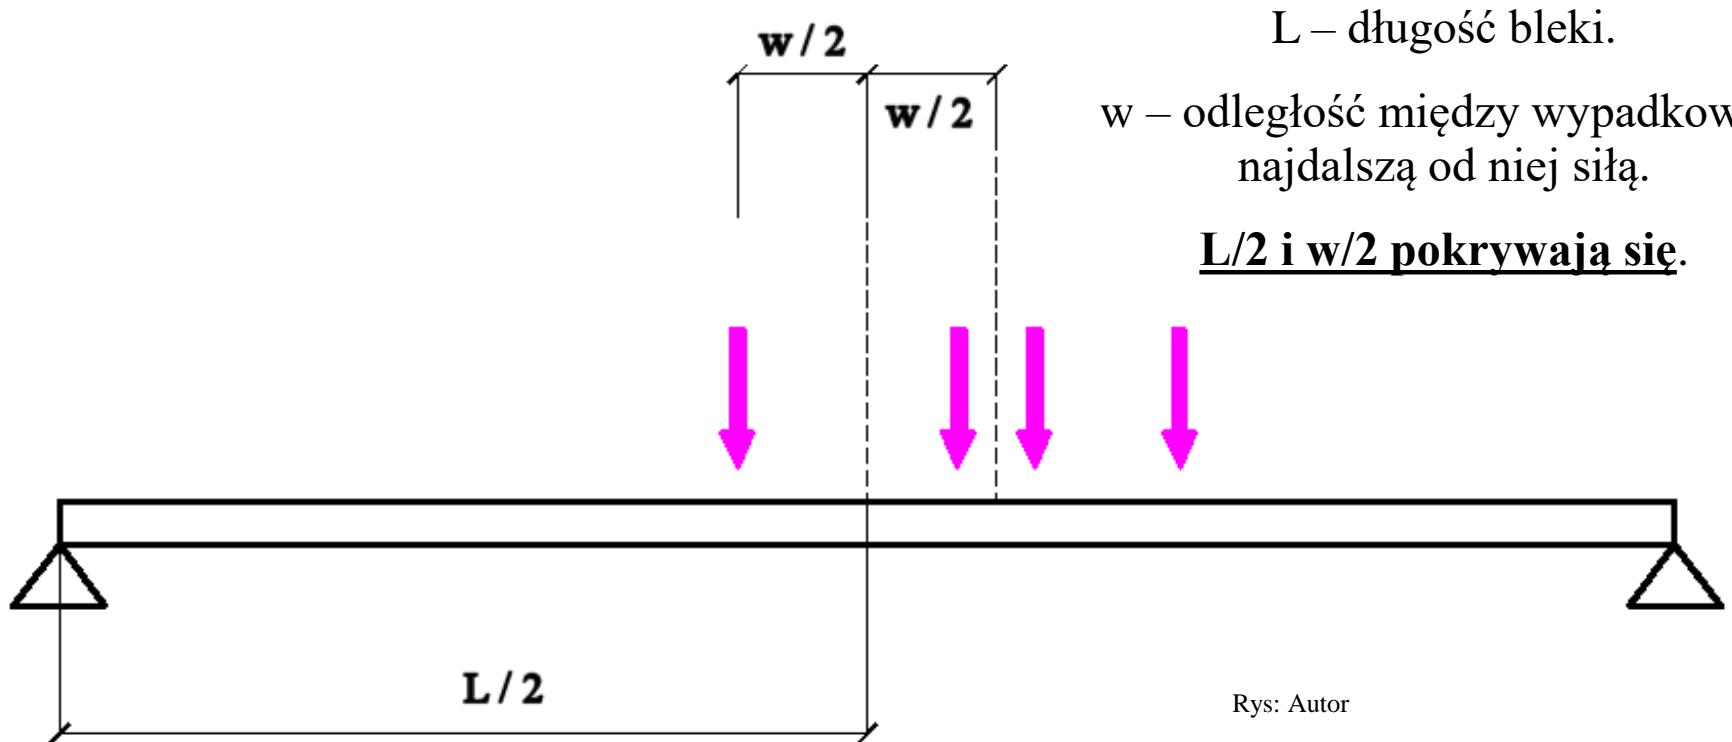 L – długość bleki.
w / 2
w / 2
w – odległość między wypadkow
najdalszą od niej siłą.
L/2 i w/2 pokrywają się.
L / 2
Rys: Autor